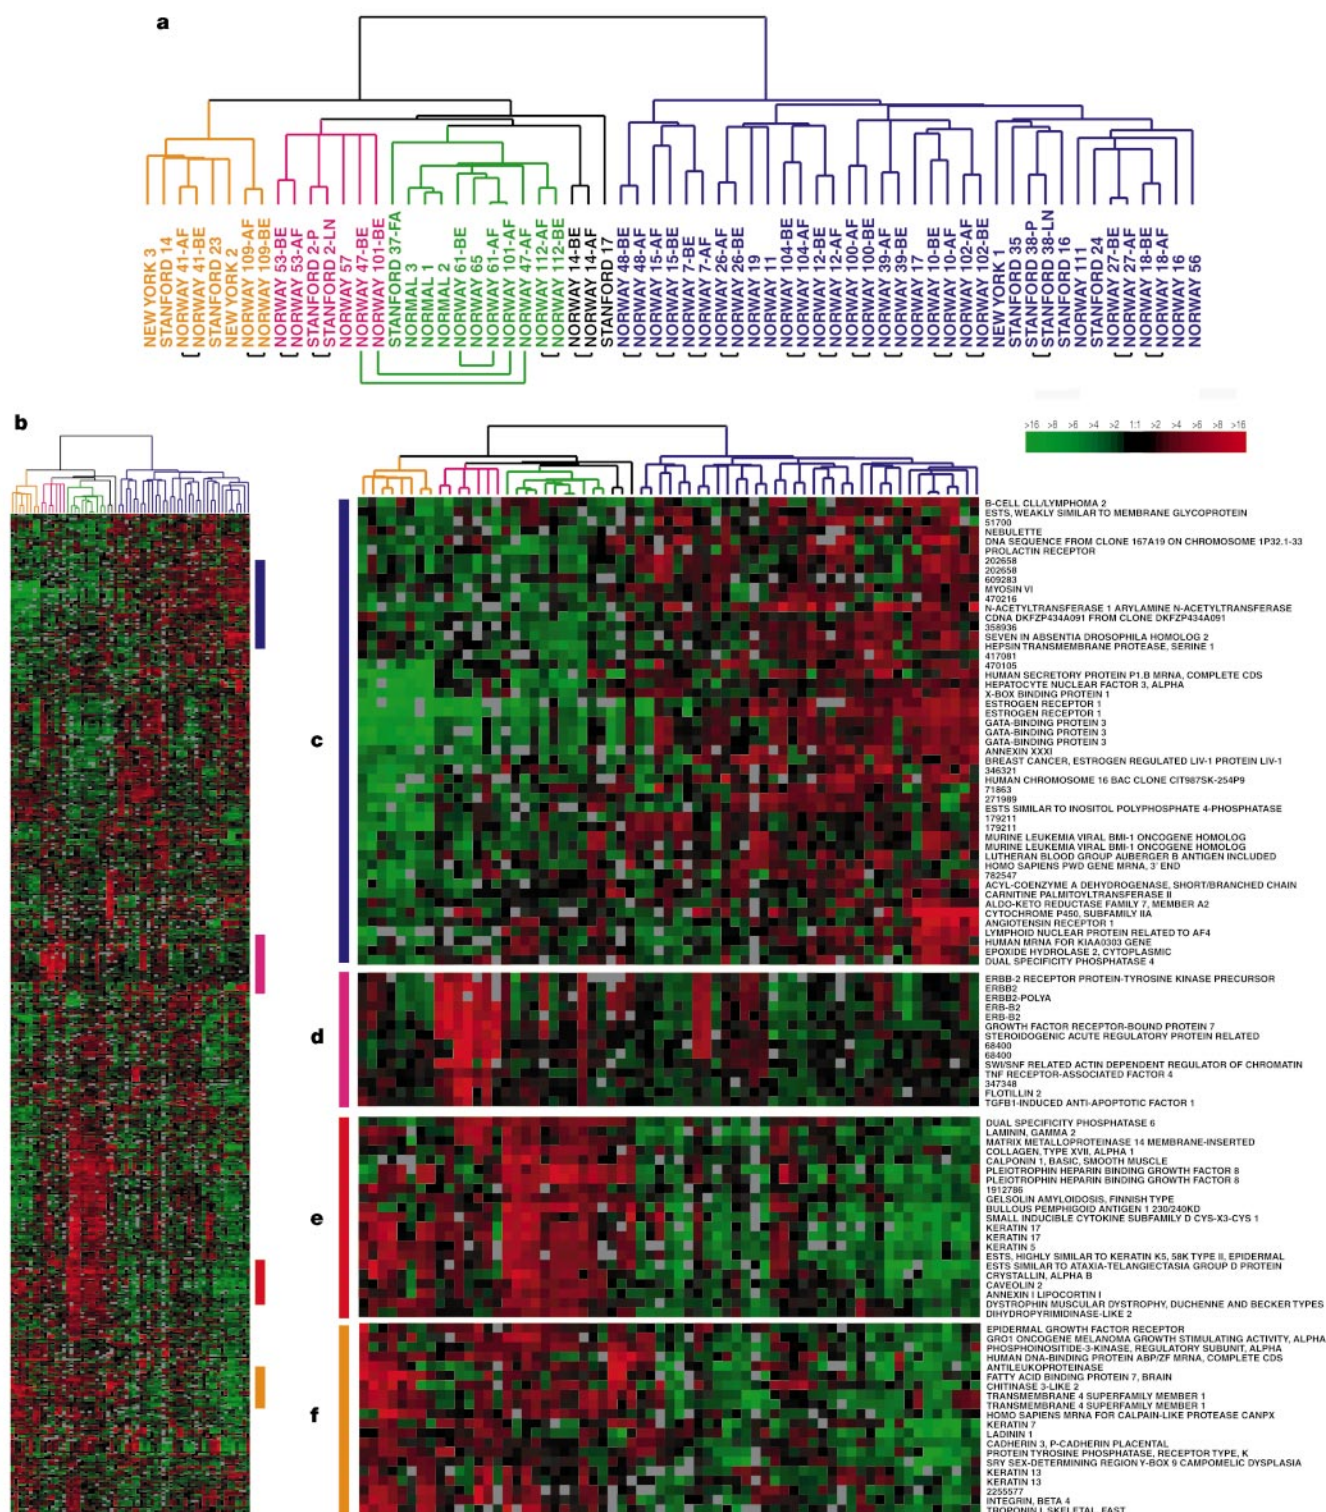 a
NEW YORK 3
STANFORD 14
NORWAY 41-AF
NORWAY 41-BE
STANFORD 23
NEW YORK 2
NORWAY 109-AF
NORWAY 109-BE
NORWAY 53-BE
NORWAY 53-AF
STANFORD 2-P
STANFORD 2-LN
NORWAY 57
NORWAY 47-BE
NORWAY 101-BE
STANFORD 37-FA
NORMAL 3
NORMAL 1
NORMAL 2
NORWAY 61-BE
NORWAY 65
NORWAY 61-AF
NORWAY 101-AF
NORWAY 47-AF
NORWAY 112-AF
NORWAY 112-BE
NORWAY 14-BE
NORWAY 14-AF
STANFORD 17
NORWAY 48-BE
NORWAY 48-AF
NORWAY 15-AF
NORWAY 15-BE
NORWAY 7-BE
NORWAY 7-AF
NORWAY 26-AF
NORWAY 26-BE
NORWAY 19
NORWAY 11
NORWAY 104-BE
NORWAY 104-AF
NORWAY 12-BE
NORWAY 12-AF
NORWAY 100-AF
NORWAY 100-BE
NORWAY 39-AF
NORWAY 39-BE
NORWAY 17
NORWAY 10-BE
NORWAY 10-AF
NORWAY 102-AF
NORWAY 102-BE
NEW YORK 1
STANFORD 35
STANFORD 38-P
STANFORD 38-LN
STANFORD 16
NORWAY 111
STANFORD 24
NORWAY 27-BE
NORWAY 27-AF
NORWAY 18-BE
NORWAY 18-AF
NORWAY 16
NORWAY 56
b
>16 >8 >6 >4 >2 1:1 >2 >4 >6 >8 >16
c
B-CELL CLL/LYMPHOMA 2
ESTS, WEAKLY SIMILAR TO MEMBRANE GLYCOPROTEIN
51700
NEBULETTE
DNA SEQUENCE FROM CLONE 167A19 ON CHROMOSOME 1P32.1-33
PROLACTIN RECEPTOR
202658
202658
609283
MYOSIN VI
470216
N-ACETYLTRANSFERASE 1 ARYLAMINE N-ACETYLTRANSFERASE
CDNA DKFZP434A091 FROM CLONE DKFZP434A091
358936
SEVEN IN ABSENTIA DROSOPHILA HOMOLOG 2
HEPSIN TRANSMEMBRANE PROTEASE, SERINE 1
417081
470105
HUMAN SECRETORY PROTEIN P1.B MRNA, COMPLETE CDS
HEPATOCYTE NUCLEAR FACTOR 3, ALPHA
X-BOX BINDING PROTEIN 1
ESTROGEN RECEPTOR 1
ESTROGEN RECEPTOR 1
GATA-BINDING PROTEIN 3
GATA-BINDING PROTEIN 3
GATA-BINDING PROTEIN 3
ANNEXIN XXXI
BREAST CANCER, ESTROGEN REGULATED LIV-1 PROTEIN LIV-1
346321
HUMAN CHROMOSOME 16 BAC CLONE CIT987SK-254P9
71863
271989
ESTS SIMILAR TO INOSITOL POLYPHOSPHATE 4-PHOSPHATASE
179211
179211
MURINE LEUKEMIA VIRAL BMI-1 ONCOGENE HOMOLOG
MURINE LEUKEMIA VIRAL BMI-1 ONCOGENE HOMOLOG
LUTHERAN BLOOD GROUP AUBERGER B ANTIGEN INCLUDED
HOMO SAPIENS PWD GENE MRNA, 3' END
782547
ACYL-COENZYME A DEHYDROGENASE, SHORT/BRANCHED CHAIN
CARNITINE PALMITOYLTRANSFERASE II
ALDO-KETO REDUCTASE FAMILY 7, MEMBER A2
CYTOCHROME P450, SUBFAMILY IIA
ANGIOTENSIN RECEPTOR 1
LYMPHOID NUCLEAR PROTEIN RELATED TO AF4
HUMAN MRNA FOR KIAA0303 GENE
EPOXIDE HYDROLASE 2, CYTOPLASMIC
DUAL SPECIFICITY PHOSPHATASE 4
d
ERBB-2 RECEPTOR PROTEIN-TYROSINE KINASE PRECURSOR
ERBB2
ERBB2-POLYA
ERB-B2
ERB-B2
GROWTH FACTOR RECEPTOR-BOUND PROTEIN 7
STEROIDOGENIC ACUTE REGULATORY PROTEIN RELATED
68400
68400
SWI/SNF RELATED ACTIN DEPENDENT REGULATOR OF CHROMATIN
TNF RECEPTOR-ASSOCIATED FACTOR 4
347348
FLOTILLIN 2
TGFB1-INDUCED ANTI-APOPTOTIC FACTOR 1
e
DUAL SPECIFICITY PHOSPHATASE 6
LAMININ, GAMMA 2
MATRIX METALLOPROTEINASE 14 MEMBRANE-INSERTED
COLLAGEN, TYPE XVII, ALPHA 1
CALPONIN 1, BASIC, SMOOTH MUSCLE
PLEIOTROPHIN HEPARIN BINDING GROWTH FACTOR 8
PLEIOTROPHIN HEPARIN BINDING GROWTH FACTOR 8
1912786
GELSOLIN AMYLOIDOSIS, FINNISH TYPE
BULLOUS PEMPHIGOID ANTIGEN 1 230/240KD
SMALL INDUCIBLE CYTOKINE SUBFAMILY D CYS-X3-CYS 1
KERATIN 17
KERATIN 17
KERATIN 5
ESTS, HIGHLY SIMILAR TO KERATIN K5, 58K TYPE II, EPIDERMAL
ESTS SIMILAR TO ATAXIA-TELANGIECTASIA GROUP D PROTEIN
CRYSTALLIN, ALPHA B
CAVEOLIN 2
ANNEXIN I LIPOCORTIN I
DYSTROPHIN MUSCULAR DYSTROPHY, DUCHENNE AND BECKER TYPES
DIHYDROPYRIMIDINASE-LIKE 2
f
EPIDERMAL GROWTH FACTOR RECEPTOR
GRO1 ONCOGENE MELANOMA GROWTH STIMULATING ACTIVITY, ALPHA
PHOSPHOINOSITIDE-3-KINASE, REGULATORY SUBUNIT, ALPHA
HUMAN DNA-BINDING PROTEIN ABP/ZF MRNA, COMPLETE CDS
ANTILEUKOPROTEINASE
FATTY ACID BINDING PROTEIN 7, BRAIN
CHITINASE 3-LIKE 2
TRANSMEMBRANE 4 SUPERFAMILY MEMBER 1
TRANSMEMBRANE 4 SUPERFAMILY MEMBER 1
HOMO SAPIENS MRNA FOR CALPAIN-LIKE PROTEASE CANPX
KERATIN 7
LADININ 1
CADHERIN 3, P-CADHERIN PLACENTAL
PROTEIN TYROSINE PHOSPHATASE, RECEPTOR TYPE, K
SRY SEX-DETERMINING REGION Y-BOX 9 CAMPOMELIC DYSPLASIA
KERATIN 13
KERATIN 13
2255577
INTEGRIN, BETA 4
TROPONIN I, SKELETAL, FAST